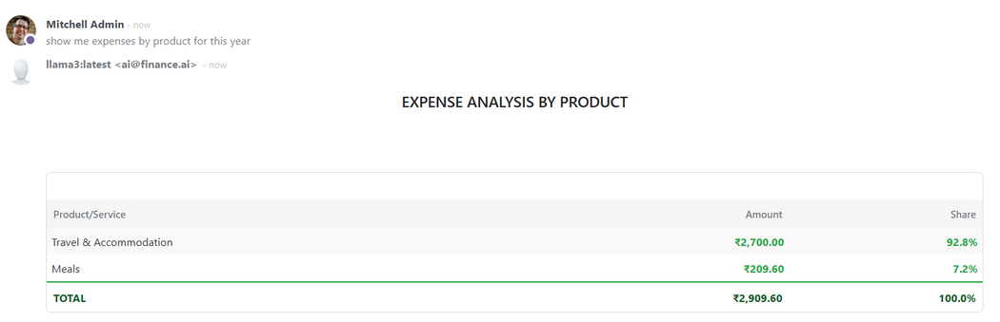 Mitchell Admin - now
show me expenses by product for this year
llama3:latest <ai@finance.ai> - now
EXPENSE ANALYSIS BY PRODUCT
Product/Service Amount Share
Travel & Accommodation ₹2,700.00 92.8%
Meals ₹209.60 7.2%
TOTAL ₹2,909.60 100.0%